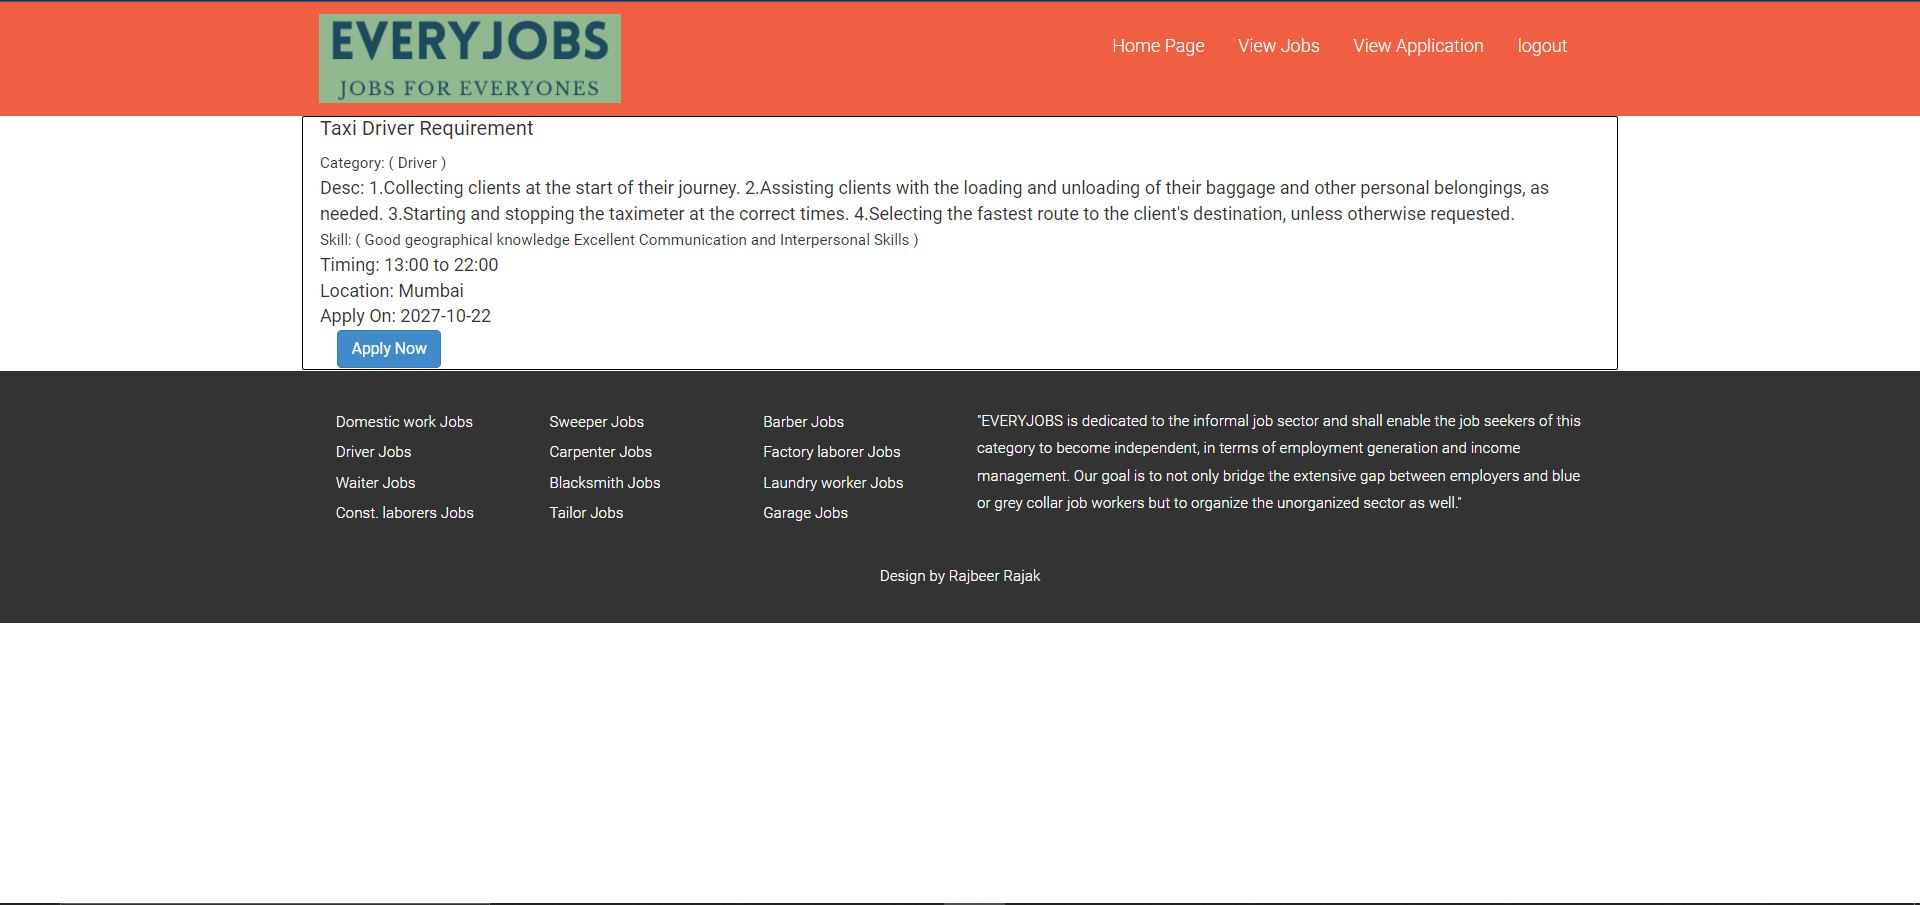 EVERYJOBS
JOBS FOR EVERYONES
Home Page View Jobs View Application logout
Taxi Driver Requirement
Category: ( Driver )
Desc: 1.Collecting clients at the start of their journey. 2.Assisting clients with the loading and unloading of their baggage and other personal belongings, as
needed. 3.Starting and stopping the taximeter at the correct times. 4.Selecting the fastest route to the client's destination, unless otherwise requested.
Skill: ( Good geographical knowledge Excellent Communication and Interpersonal Skills )
Timing: 13:00 to 22:00
Location: Mumbai
Apply On: 2027-10-22
Apply Now
Domestic work Jobs
Driver Jobs
Waiter Jobs
Const. laborers Jobs
Sweeper Jobs
Carpenter Jobs
Blacksmith Jobs
Tailor Jobs
Barber Jobs
Factory laborer Jobs
Laundry worker Jobs
Garage Jobs
"EVERYJOBS is dedicated to the informal job sector and shall enable the job seekers of this
category to become independent, in terms of employment generation and income
management. Our goal is to not only bridge the extensive gap between employers and blue
or grey collar job workers but to organize the unorganized sector as well."
Design by Rajbeer Rajak